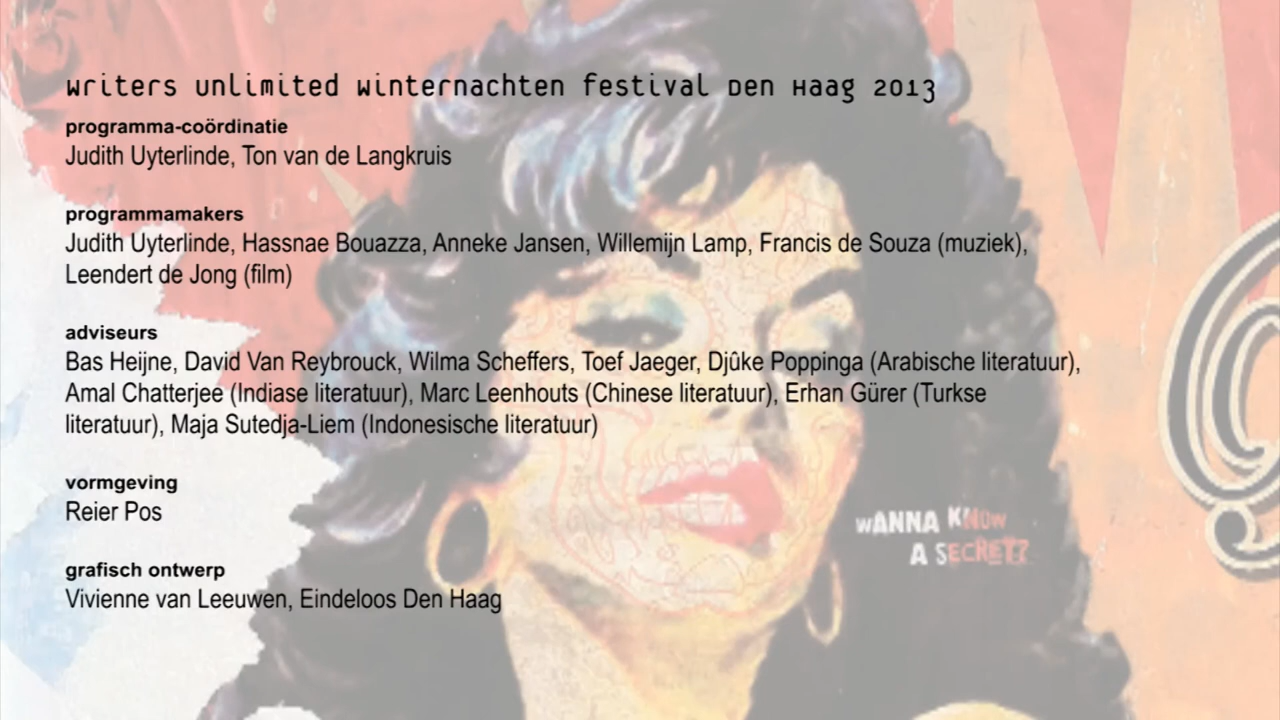 Writers Unlimited Winternachten festival Den Haag 2013
programma-coördinatie
Judith Uyterlinde, Ton van de Langkruis
programmamakers
Judith Uyterlinde, Hassnae Bouazza, Anneke Jansen, Willemijn Lamp, Francis de Souza (muziek),
Leendert de Jong (film)
adviseurs
Bas Heijne, David Van Reybrouck, Wilma Scheffers, Toef Jaeger, Djûke Poppinga (Arabische literatuur),
Amal Chatterjee (Indiase literatuur), Marc Leenhouts (Chinese literatuur), Erhan Gürer (Turkse
literatuur), Maja Sutedja-Liem (Indonesische literatuur)
vormgeving
Reier Pos
grafisch ontwerp
Vivienne van Leeuwen, Eindeloos Den Haag
WANNA KNOW
A SECRET?